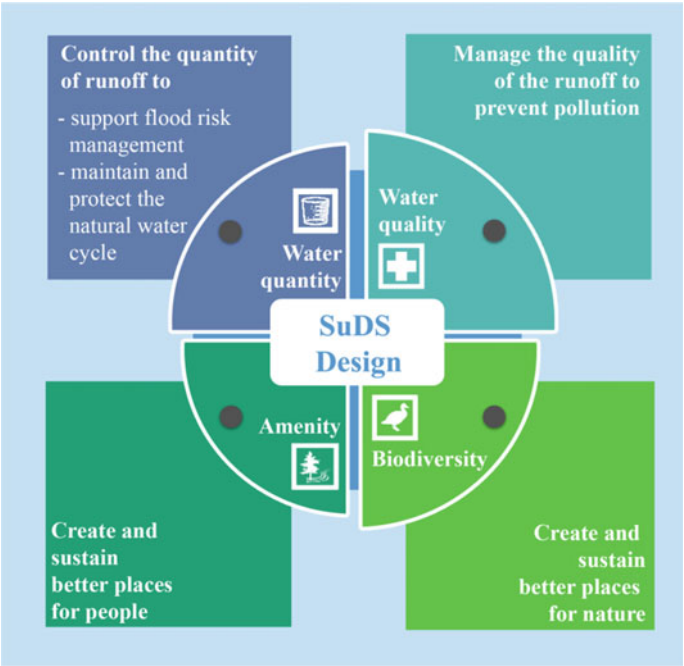 Control the quantity
of runoff to
- support flood risk
management
- maintain and
protect the
natural water
cycle
Manage the quality
of the runoff to
prevent pollution
Water
quantity
Water
quality
SuDS
Design
Amenity
Biodiversity
Create and
sustain
better places
for people
Create and
sustain
better places
for nature